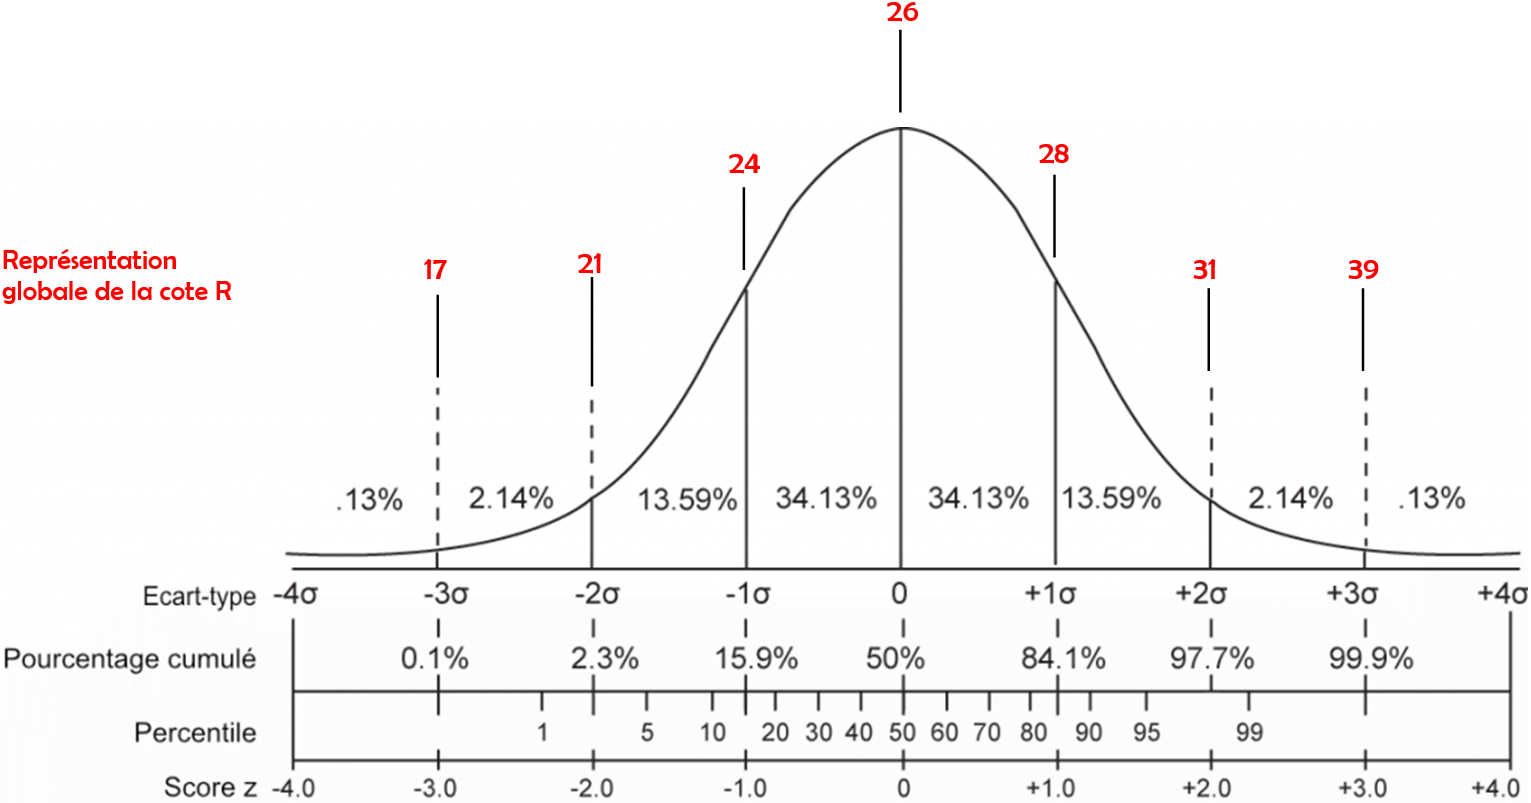 26
28
24
Représentation
globale de la cote R
17
21
31
39
.13%
2.14%
13.59%
34.13%
34.13%
13.59%
2.14%
.13%
Ecart-type -4σ -3σ -2σ -1σ 0 +1σ +2σ +3σ +4σ
Pourcentage cumulé 0.1% 2.3% 15.9% 50% 84.1% 97.7% 99.9%
Percentile 1 5 10 20 30 40 50 60 70 80 90 95 99
Score z -4.0 -3.0 -2.0 -1.0 0 +1.0 +2.0 +3.0 +4.0